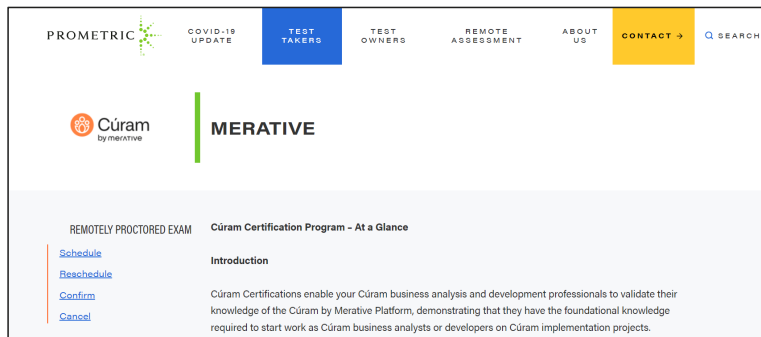 PROMETRIC
COVID-19
UPDATE
TEST
TAKERS
TEST
OWNERS
REMOTE
ASSESSMENT
ABOUT
US
CONTACT →
SEARCH
Cúram
by merative
MERATIVE
REMOTELY PROCTORED EXAM
Schedule
Reschedule
Confirm
Cancel
Cúram Certification Program – At a Glance
Introduction
Cúram Certifications enable your Cúram business analysis and development professionals to validate their
knowledge of the Cúram by Merative Platform, demonstrating that they have the foundational knowledge
required to start work as Cúram business analysts or developers on Cúram implementation projects.